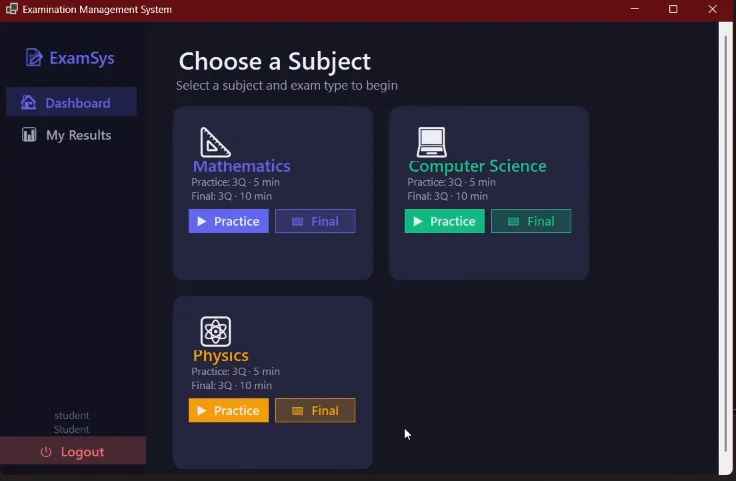 Examination Management System
ExamSys
Dashboard
My Results
student
Student
Logout
Choose a Subject
Select a subject and exam type to begin
Mathematics
Practice: 3Q · 5 min
Final: 3Q · 10 min
Practice Final
Computer Science
Practice: 3Q · 5 min
Final: 3Q · 10 min
Practice Final
Physics
Practice: 3Q · 5 min
Final: 3Q · 10 min
Practice Final